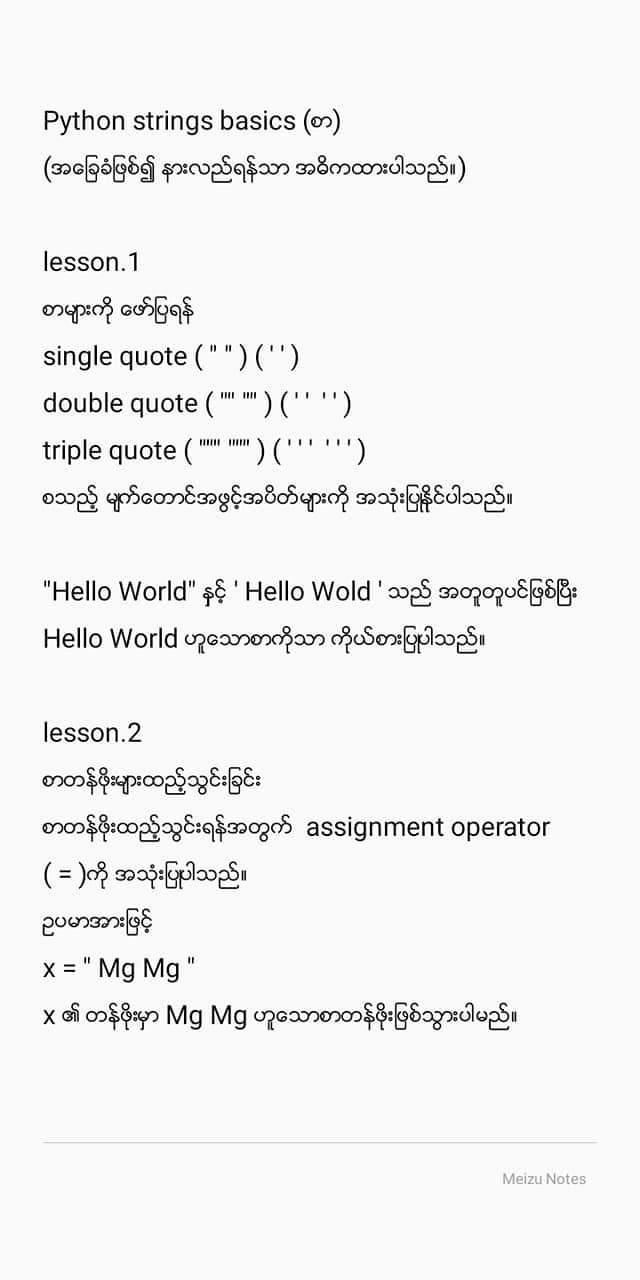 Python strings basics (စာ)
(အခြေခံဖြစ်၍ နားလည်ရန်သာ အဓိကထားပါသည်။)
lesson.1
စာများကို ဖော်ပြရန်
single quote ( " " ) ( ' ' )
double quote ( "" "" ) ( ' ' ' ' )
triple quote ( """ """ ) ( ' ' ' ' ' ' )
စသည့် မျက်တောင်အဖွင့်အပိတ်များကို အသုံးပြုနိုင်ပါသည်။
"Hello World" နှင့် ' Hello Wold ' သည် အတူတူပင်ဖြစ်ပြီး
Hello World ဟူသောစာကိုသာ ကိုယ်စားပြုပါသည်။
lesson.2
စာတန်ဖိုးများထည့်သွင်းခြင်း
စာတန်ဖိုးထည့်သွင်းရန်အတွက် assignment operator
( = )ကို အသုံးပြုပါသည်။
ဥပမာအားဖြင့်
x = " Mg Mg "
x ၏ တန်ဖိုးမှာ Mg Mg ဟူသောစာတန်ဖိုးဖြစ်သွားပါမည်။
Meizu Notes